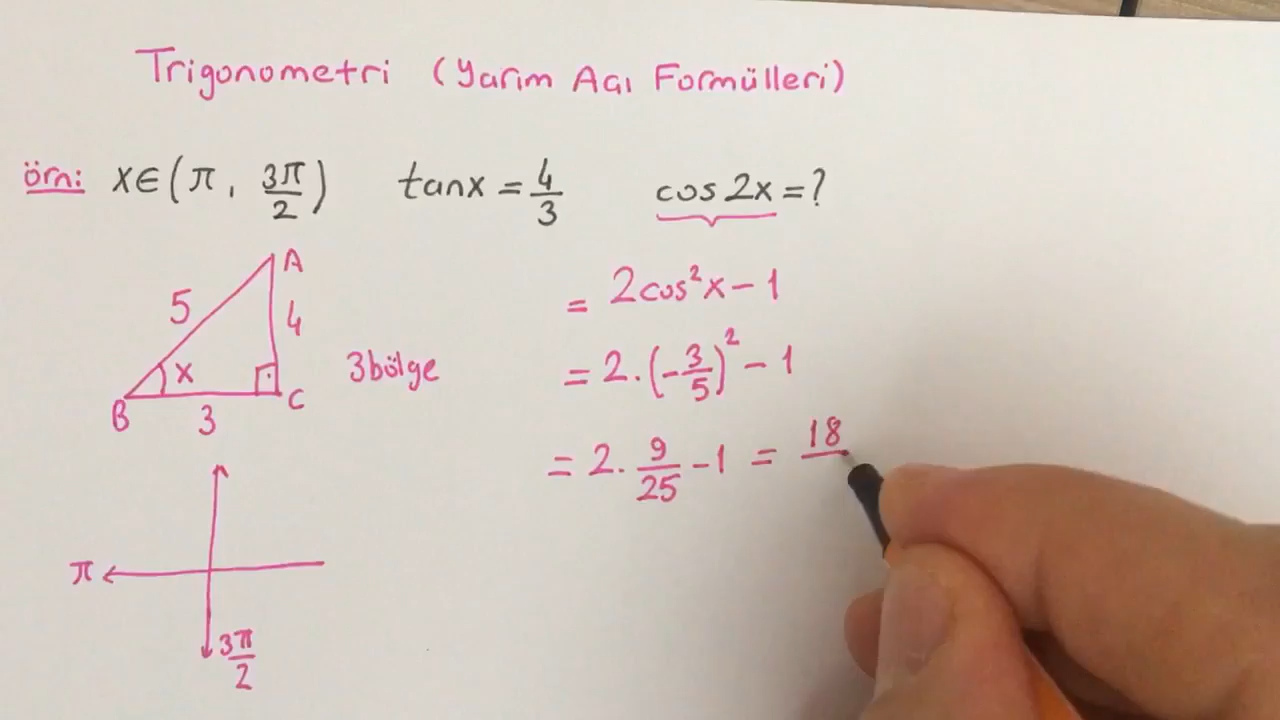 Trigonometri (Yarım Açı Formülleri)
örn: x∈(π, 3π/2) tanx = 4/3 cos2x = ?
A
5
4
x
B
3
C
3bölge
= 2cos²x - 1
= 2.(-3/5)² - 1
= 2. 9/25 - 1 = 18
π
3π/2